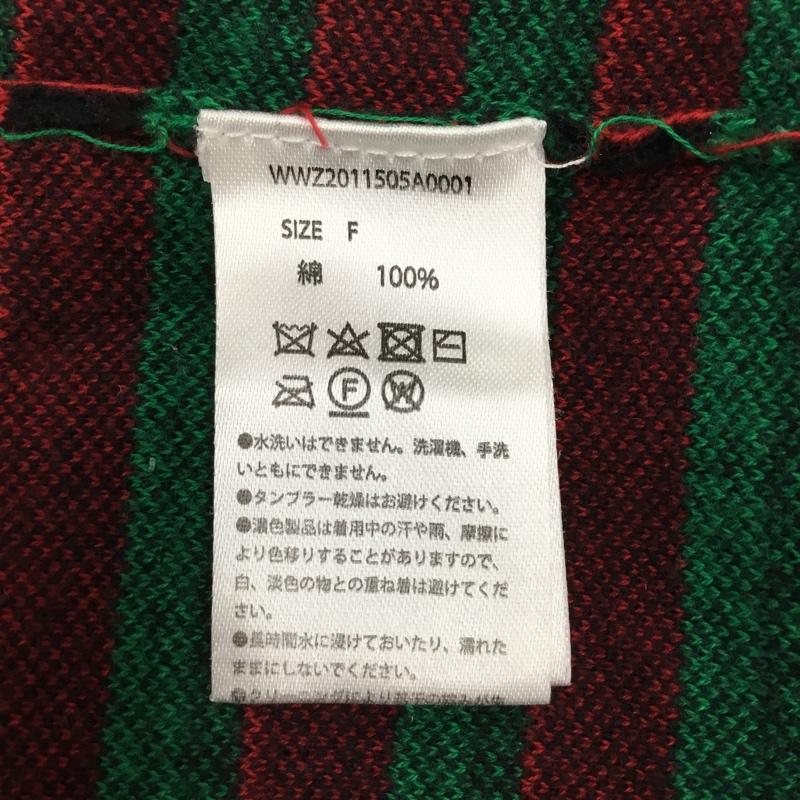 WWZ2011505A0001
SIZE F
綿 100%
F
W
●水洗いはできません。洗濯機、手洗
いともにできません。
●タンブラー乾燥はお避けください。
●濃色製品は着用中の汗や雨、摩擦に
より色移りすることがありますので、
白、淡色の物との重ね着は避けてくだ
さい。
●長時間水に浸けておいたり、濡れた
ままにしないでください。